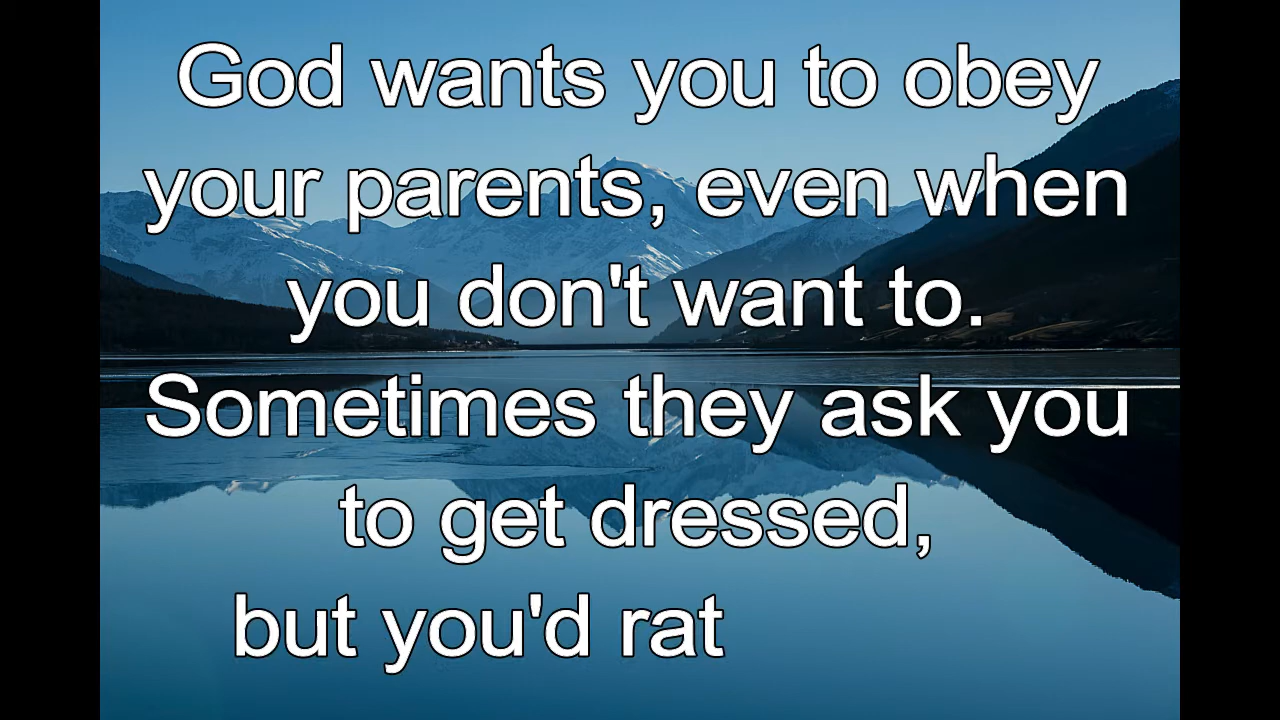 God wants you to obey
your parents, even when
you don't want to.
Sometimes they ask you
to get dressed,
but you'd rat